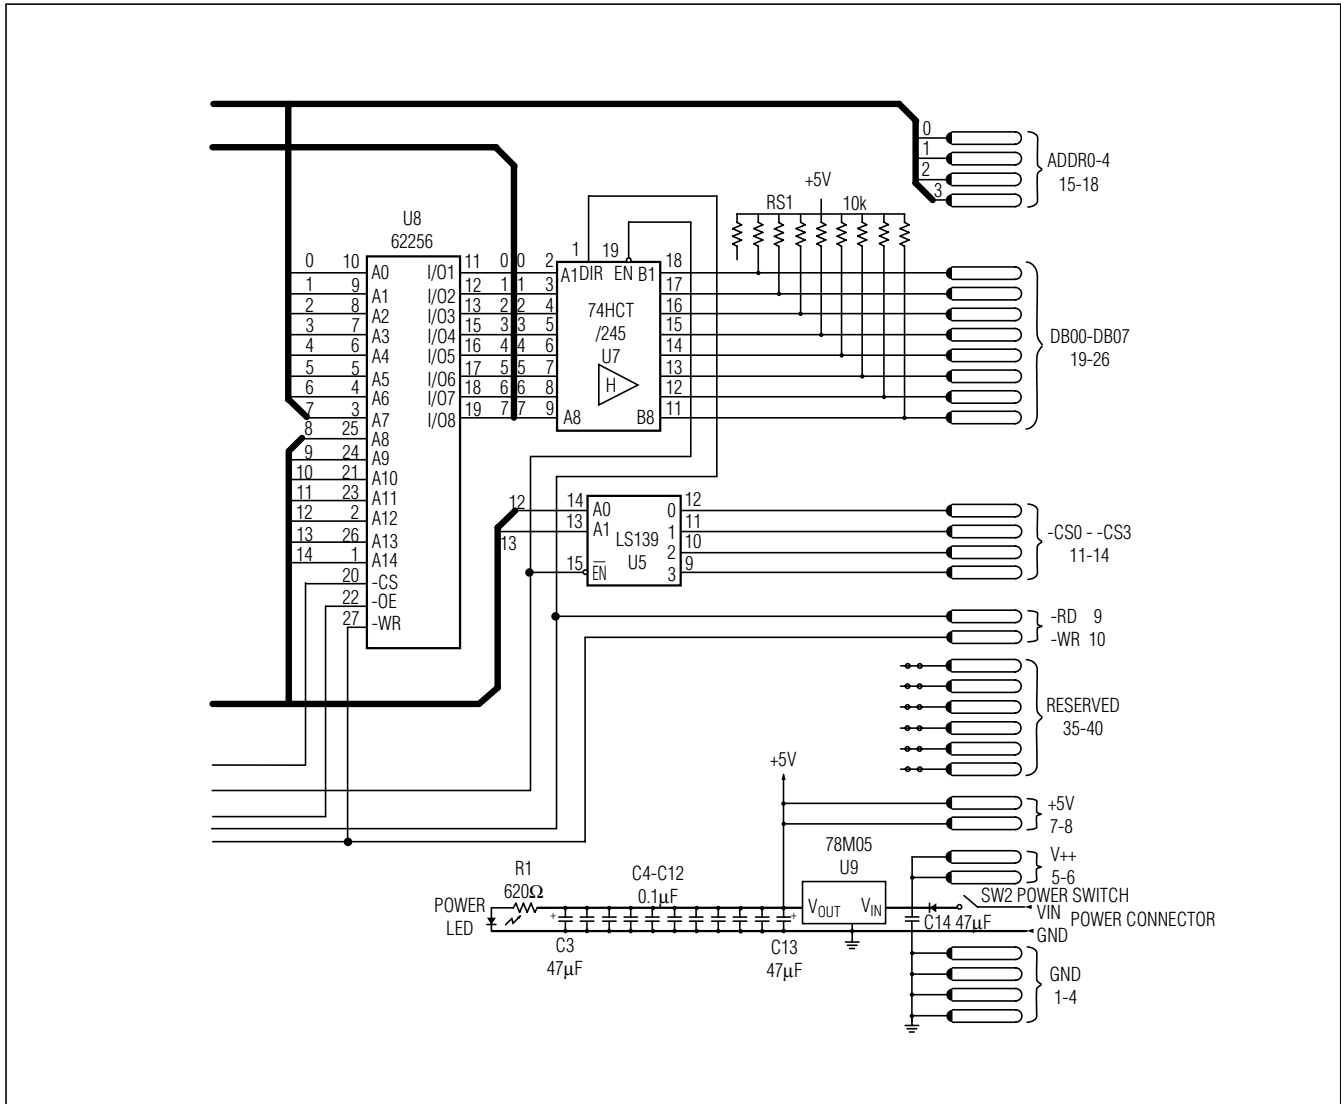 0
1
2
3
ADDR0-4
15-18
+5V
RS1 10k
U8
62256
1 19
0 10 A0 I/O1 11 0 0 2 A1 DIR EN B1 18
1 9 A1 I/O2 12 1 1 3 17
2 8 A2 I/O3 13 2 2 4 74HCT 16
3 7 A3 I/O4 15 3 3 5 /245 15
4 6 A4 I/O5 16 4 4 6 U7 14
5 5 A5 I/O6 17 5 5 7 H 13
6 4 A6 I/O7 18 6 6 8 12
7 3 A7 I/O8 19 7 7 9 A8 B8 11
DB00-DB07
19-26
8 25 A8
9 24 A9
10 21 A10
11 23 A11
12 2 A12
13 26 A13
14 1 A14
20 -CS
22 -OE
27 -WR
12 14 A0 0 12
13 13 A1 1 11
LS139 2 10
U5
15 EN 3 9
-CS0 - -CS3
11-14
-RD 9
-WR 10
RESERVED
35-40
+5V
+5V
7-8
78M05
U9
V++
5-6
R1
620Ω
C4-C12
0.1µF
POWER
LED
VOUT VIN
SW2 POWER SWITCH
VIN
POWER CONNECTOR
GND
C14 47µF
+
+
C3
47µF
C13
47µF
GND
1-4